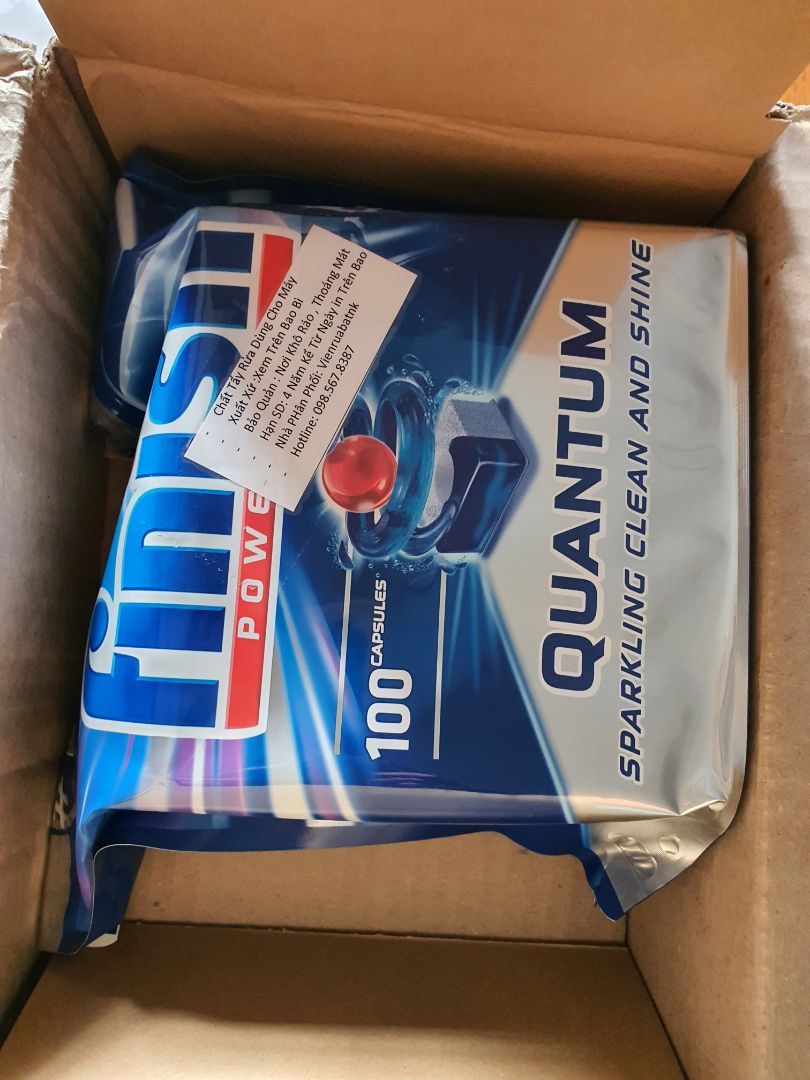 finish
POWE
- Chất Tẩy Rửa Dùng Cho Máy
- Xuất Xứ :Xem Trên Bao Bì
- Bảo Quản : Nơi Khô Ráo , Thoáng Mát
- Hạn SD: 4 Năm Kể Từ Ngày in Trên Bao
- Nhà PHân Phối: Vienruabatnk
- Hotline: 098.567.8387
100 CAPSULES
QUANTUM
SPARKLING CLEAN AND SHINE